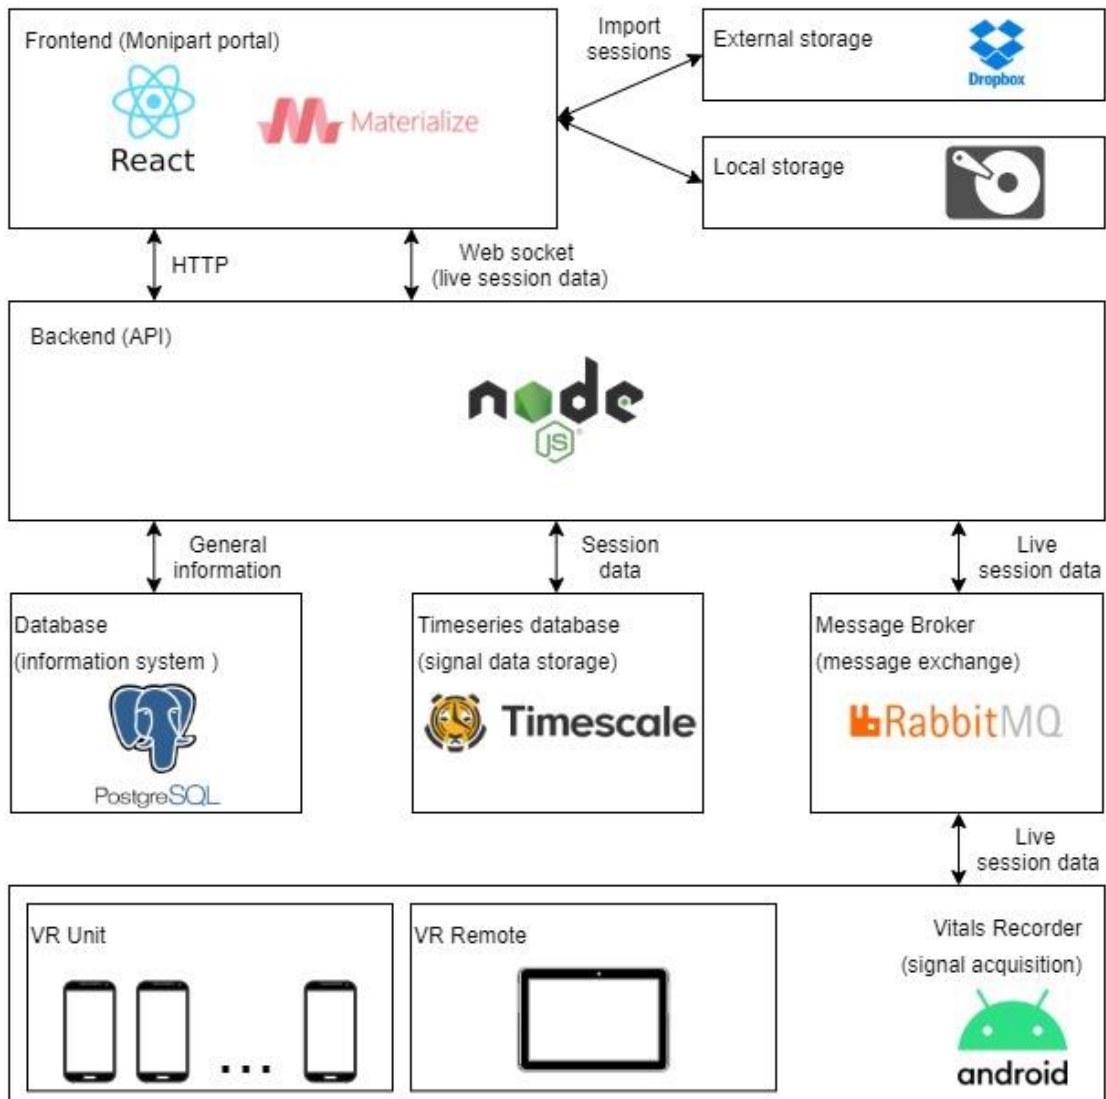 Frontend (Monipart portal)
React
Materialize
Import
sessions
External storage
Dropbox
Local storage
HTTP
Web socket
(live session data)
Backend (API)
node
JS
General
information
Session
data
Live
session data
Database
(information system )
PostgreSQL
Timeseries database
(signal data storage)
Timescale
Message Broker
(message exchange)
RabbitMQ
Live
session data
VR Unit
...
VR Remote
Vitals Recorder
(signal acquisition)
android